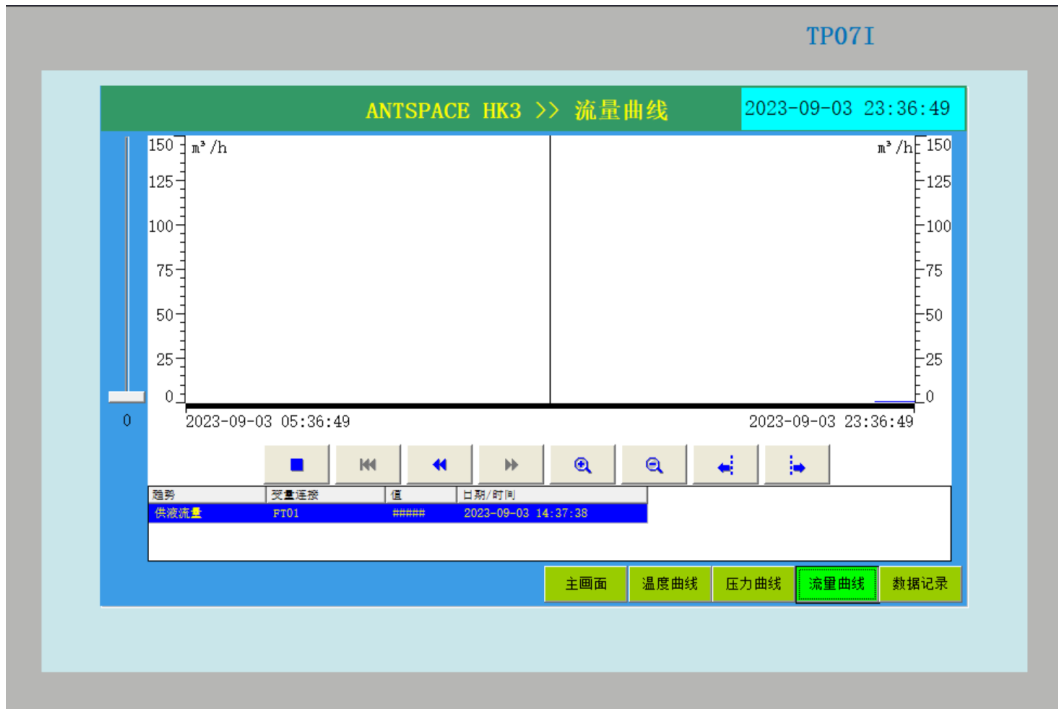 TP07I
ANTSPACE HK3 >> 流量曲线
2023-09-03 23:36:49
150 m³/h m³/h 150
125 125
100 100
75 75
50 50
25 25
0 0
0 2023-09-03 05:36:49 2023-09-03 23:36:49
趋势 变量连接 值 日期/时间
供液流量 FT01 ##### 2023-09-03 14:37:38
主画面 温度曲线 压力曲线 流量曲线 数据记录